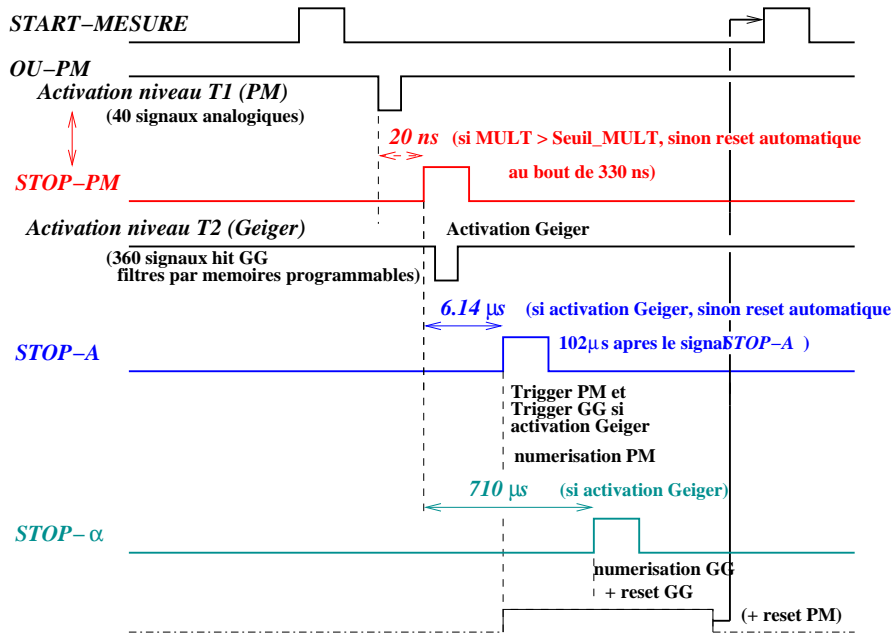 START−MESURE
OU−PM
Activation niveau T1 (PM)
(40 signaux analogiques)
20 ns (si MULT > Seuil_MULT, sinon reset automatique
au bout de 330 ns)
STOP−PM
Activation niveau T2 (Geiger)
Activation Geiger
(360 signaux hit GG
filtres par memoires programmables)
6.14 μs (si activation Geiger, sinon reset automatique
102μs apres le signal STOP−A )
STOP−A
Trigger PM et
Trigger GG si
activation Geiger
numerisation PM
710 μs (si activation Geiger)
STOP− α
numerisation GG
+ reset GG
(+ reset PM)